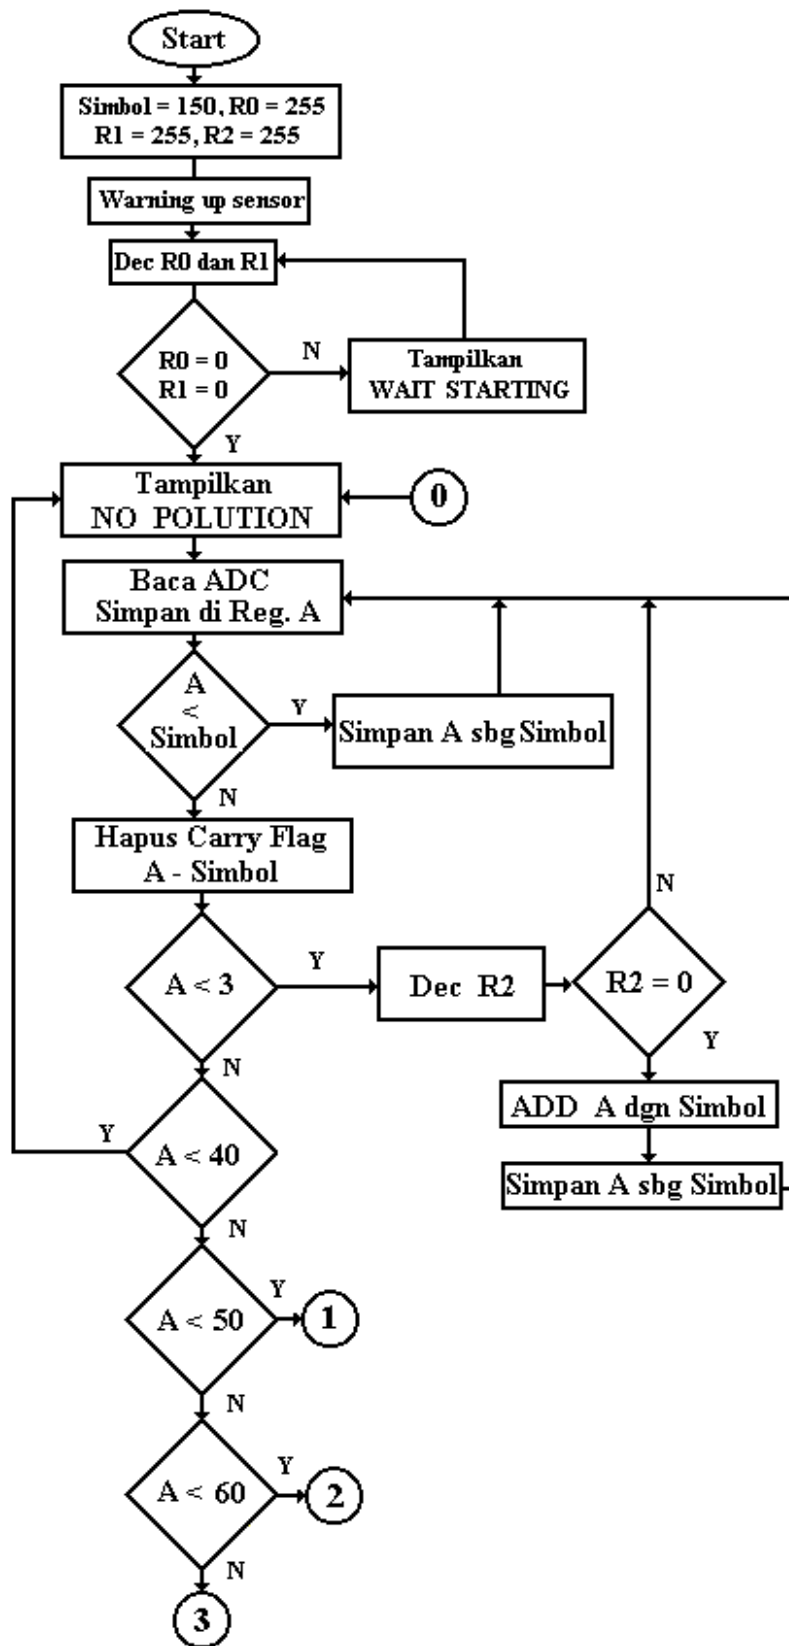 Start
Simbol = 150, R0 = 255
R1 = 255, R2 = 255
Warning up sensor
Dec R0 dan R1
R0 = 0
R1 = 0
N
Tampilkan
WAIT STARTING
Y
Tampilkan
NO POLUTION
0
Baca ADC
Simpan di Reg. A
A
<
Simbol
Y
Simpan A sbg Simbol
N
Hapus Carry Flag
A - Simbol
A < 3
Y
Dec R2
R2 = 0
N
Y
ADD A dgn Simbol
Simpan A sbg Simbol
N
A < 40
Y
N
A < 50
Y
1
N
A < 60
Y
2
N
3